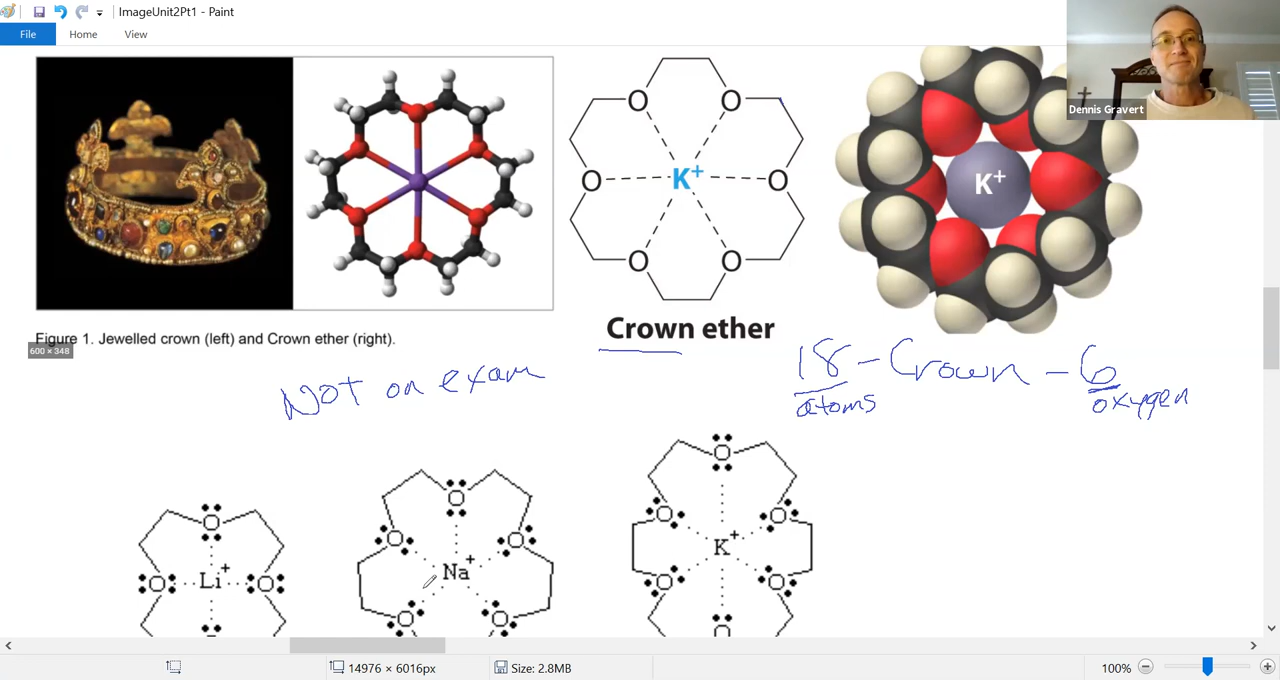 ImageUnit2Pt1 - Paint
File
Home
View
Dennis Gravert
O
O
K+
K+
O
O
O
O
Figure 1. Jewelled crown (left) and Crown ether (right).
600 × 348
Crown ether
Not on exam
18 - Crown - 6
atoms
oxygen
O
O
O
O
O
O
O
O
K+
O
Li+
O
Na+
O
O
O
O
O
14976 × 6016px
Size: 2.8MB
100%